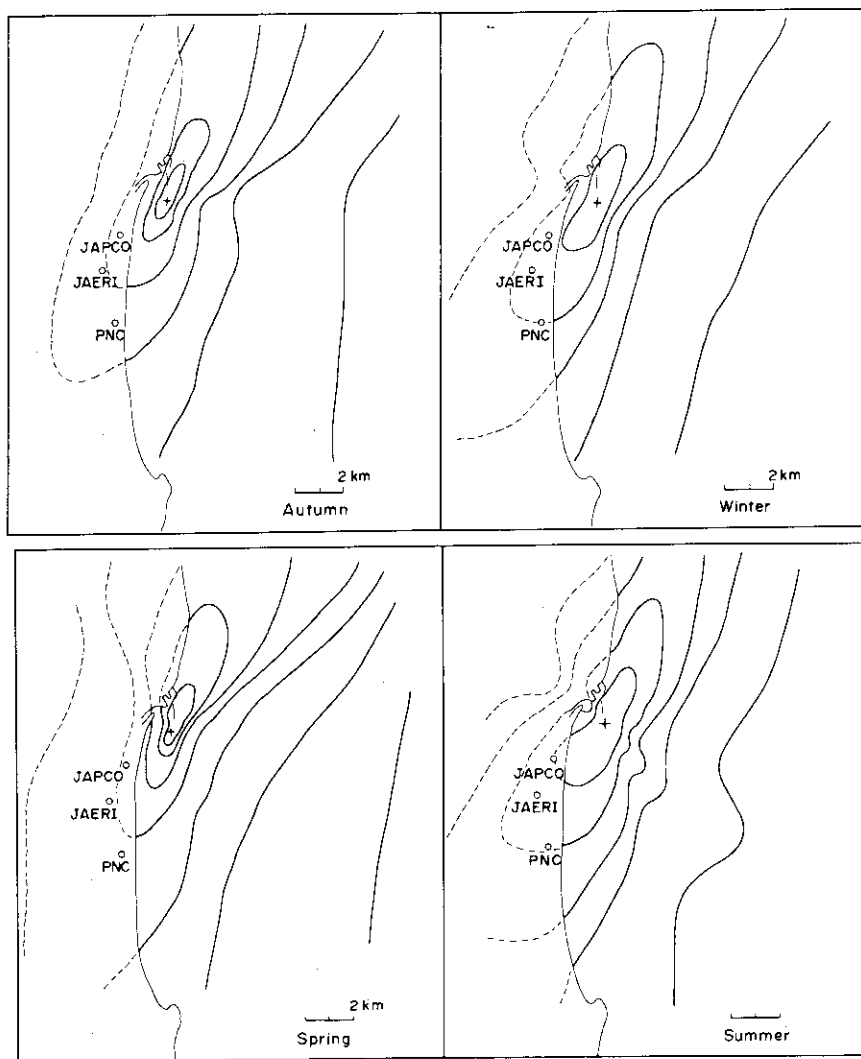 JAPCO
JAERI
PNC
2 km
Autumn
JAPCO
JAERI
PNC
2 km
Winter
JAPCO
JAERI
PNC
2 km
Spring
JAPCO
JAERI
PNC
Summer